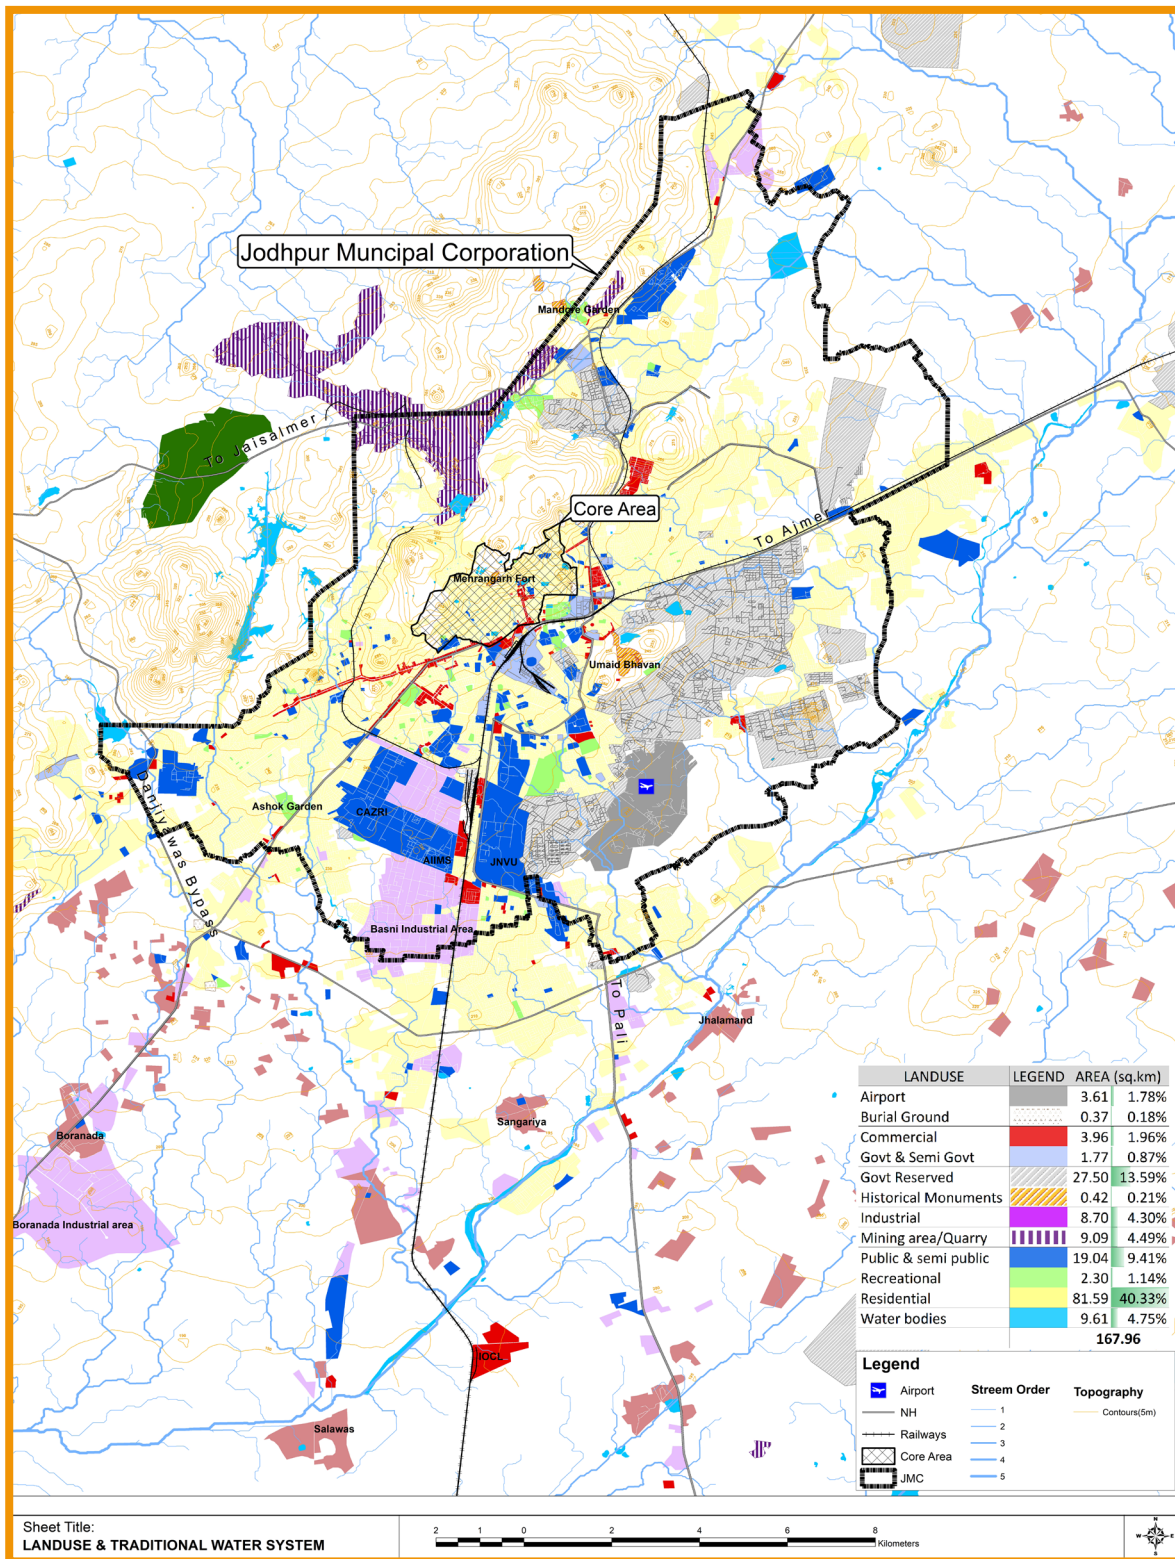 Jodhpur Muncipal Corporation
Mandore Garden
To Jaisalmer
Core Area
To Ajme
Mehrangarh Fort
Umaid Bhavan
Danjiyawas Bypass
Ashok Garden
CAZRI
AIIMS
JNVU
Basni Industrial Area
To Pali
Jhalamand
Sangariya
Boranada
Boranada Industrial area
IOCL
Salawas
LANDUSE LEGEND AREA (sq.km)
Airport 3.61 1.78%
Burial Ground 0.37 0.18%
Commercial 3.96 1.96%
Govt & Semi Govt 1.77 0.87%
Govt Reserved 27.50 13.59%
Historical Monuments 0.42 0.21%
Industrial 8.70 4.30%
Mining area/Quarry 9.09 4.49%
Public & semi public 19.04 9.41%
Recreational 2.30 1.14%
Residential 81.59 40.33%
Water bodies 9.61 4.75%
167.96
Legend
Airport
NH
Railways
Core Area
JMC
Streem Order
1
2
3
4
5
Topography
Contours(5m)
Sheet Title:
LANDUSE & TRADITIONAL WATER SYSTEM
2 1 0 2 4 6 8
Kilometers
N
W E
S